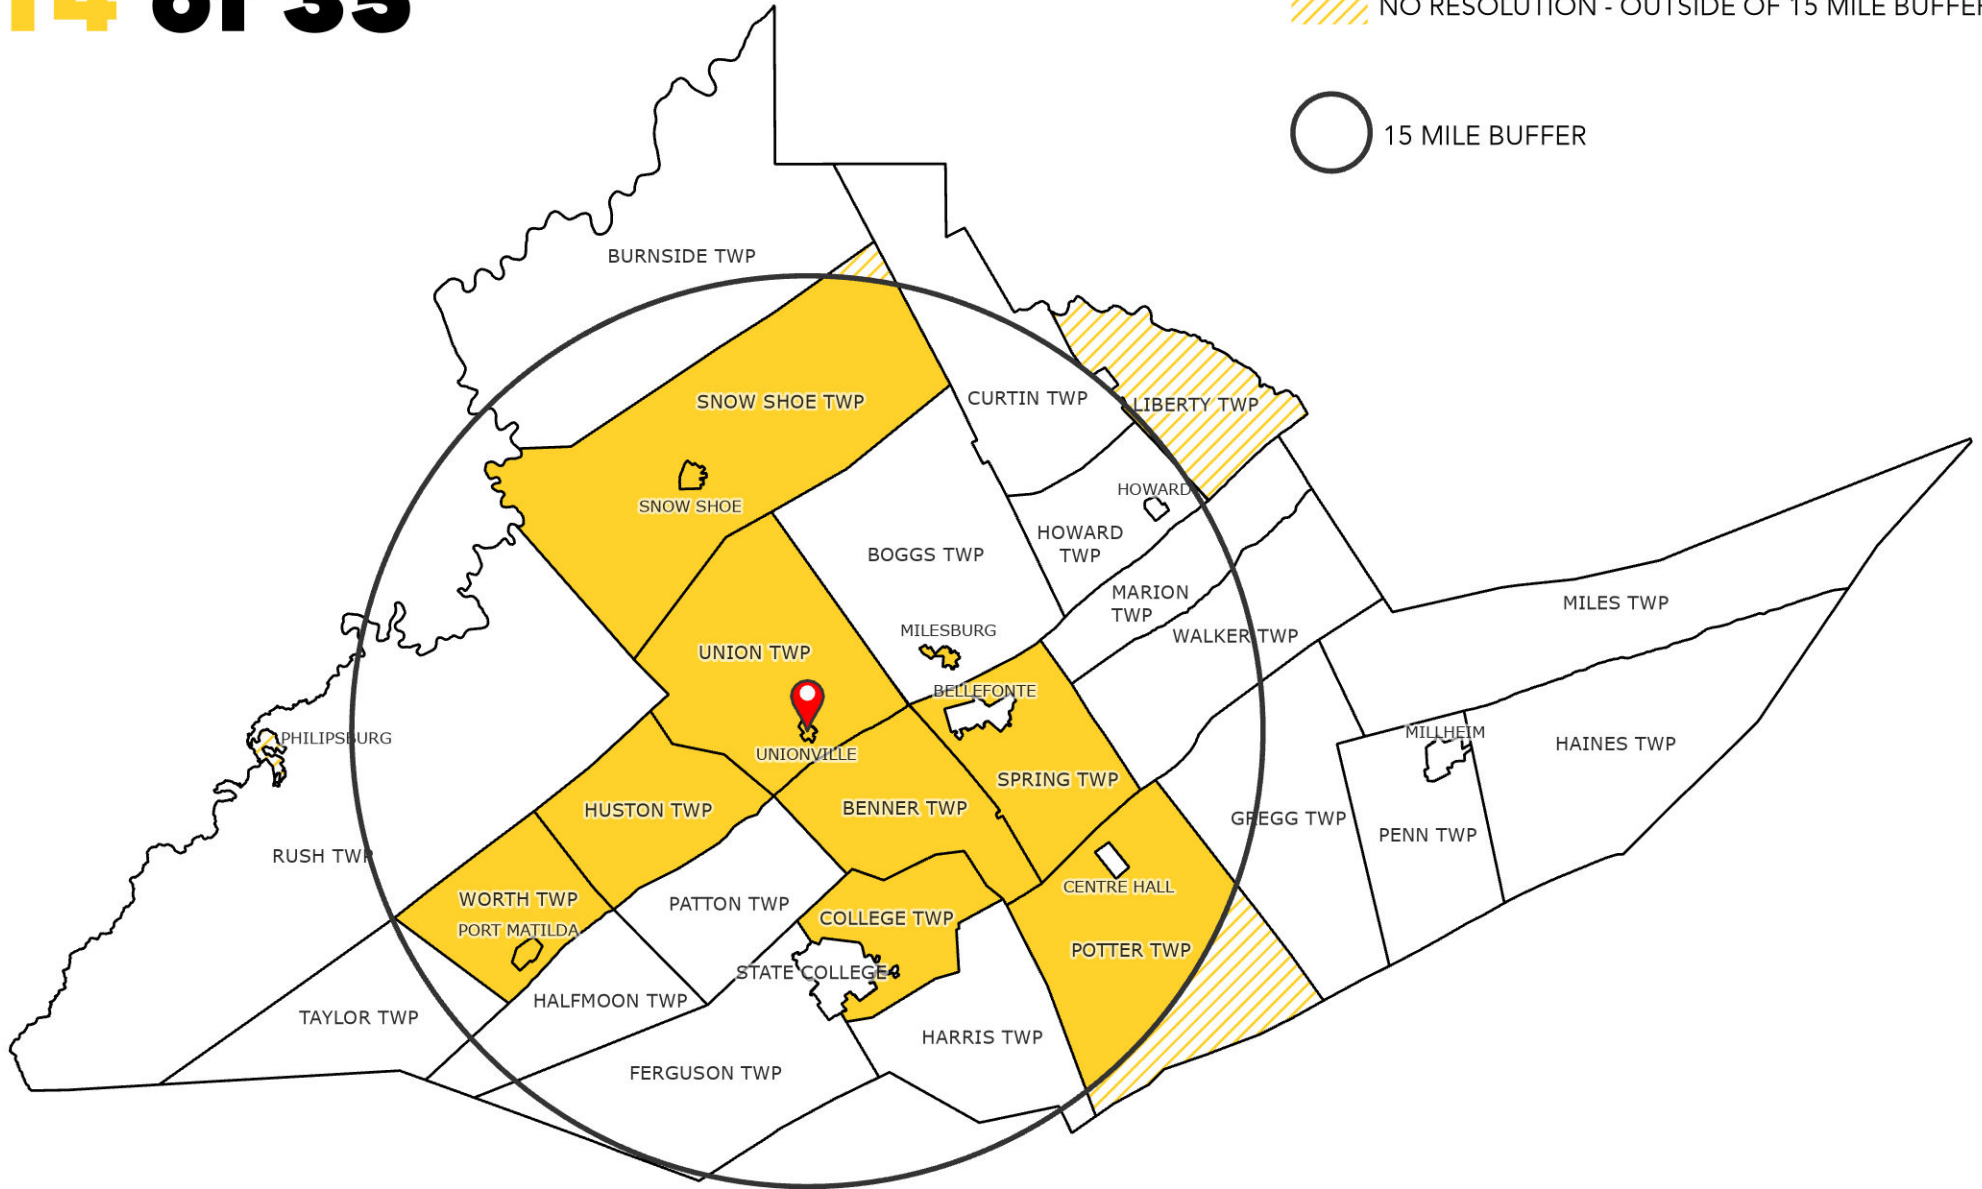 14 of 35
NO RESOLUTION - OUTSIDE OF 15 MILE BUFFER
15 MILE BUFFER
BURNSIDE TWP
SNOW SHOE TWP
CURTIN TWP
LIBERTY TWP
SNOW SHOE
HOWARD
HOWARD
TWP
BOGGS TWP
MARION
TWP
MILES TWP
MILESBURG
WALKER TWP
UNION TWP
BELLEFONTE
PHILIPSBURG
UNIONVILLE
MILLHEIM
HAINES TWP
SPRING TWP
HUSTON TWP
BENNER TWP
GREGG TWP
PENN TWP
RUSH TWP
CENTRE HALL
WORTH TWP
PATTON TWP
COLLEGE TWP
PORT MATILDA
POTTER TWP
STATE COLLEGE
HALFMOON TWP
TAYLOR TWP
HARRIS TWP
FERGUSON TWP